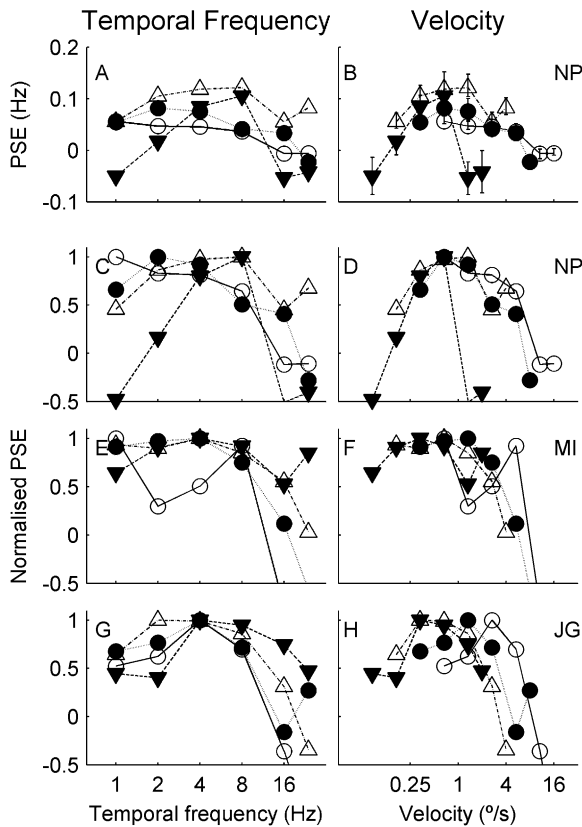 Temporal Frequency
Velocity
PSE (Hz)
0.2
0.1
0
-0.1
A
B
NP
1
0.5
0
-0.5
C
D
NP
Normalised PSE
1
0.5
0
-0.5
E
F
MI
1
0.5
0
-0.5
G
H
JG
1
2
4
8
16
0.25
1
4
16
Temporal frequency (Hz)
Velocity (º/s)